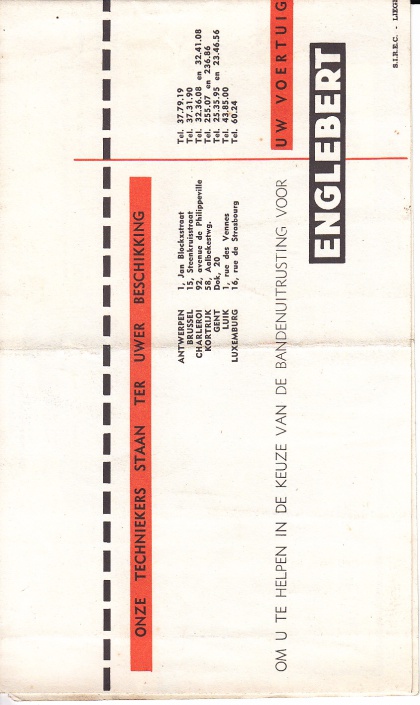 ONZE TECHNIEKERS STAAN TER UWER BESCHIKKING
ANTWERPEN 1, Jan Blockxstraat Tel. 37.79.19
BRUSSEL 15, Steenkruisstraat Tel. 37.31.90
CHARLEROI 92, avenue de Philippeville Tel. 32,36.08 en 32.41.08
KORTRIJK 58, Aalbekestwg. Tel. 255.07 en 236.86
GENT Dok, 20 Tel. 25.35.95 en 23.46.56
LUIK 1, rue des Vennes Tel. 43.85.00
LUXEMBURG 16, rue de Strasbourg Tel. 60.24
OM U TE HELPEN IN DE KEUZE VAN DE BANDENUITRUSTING VOOR UW VOERTUIG
ENGLEBERT
S.I.R.E.C. - LIEGE